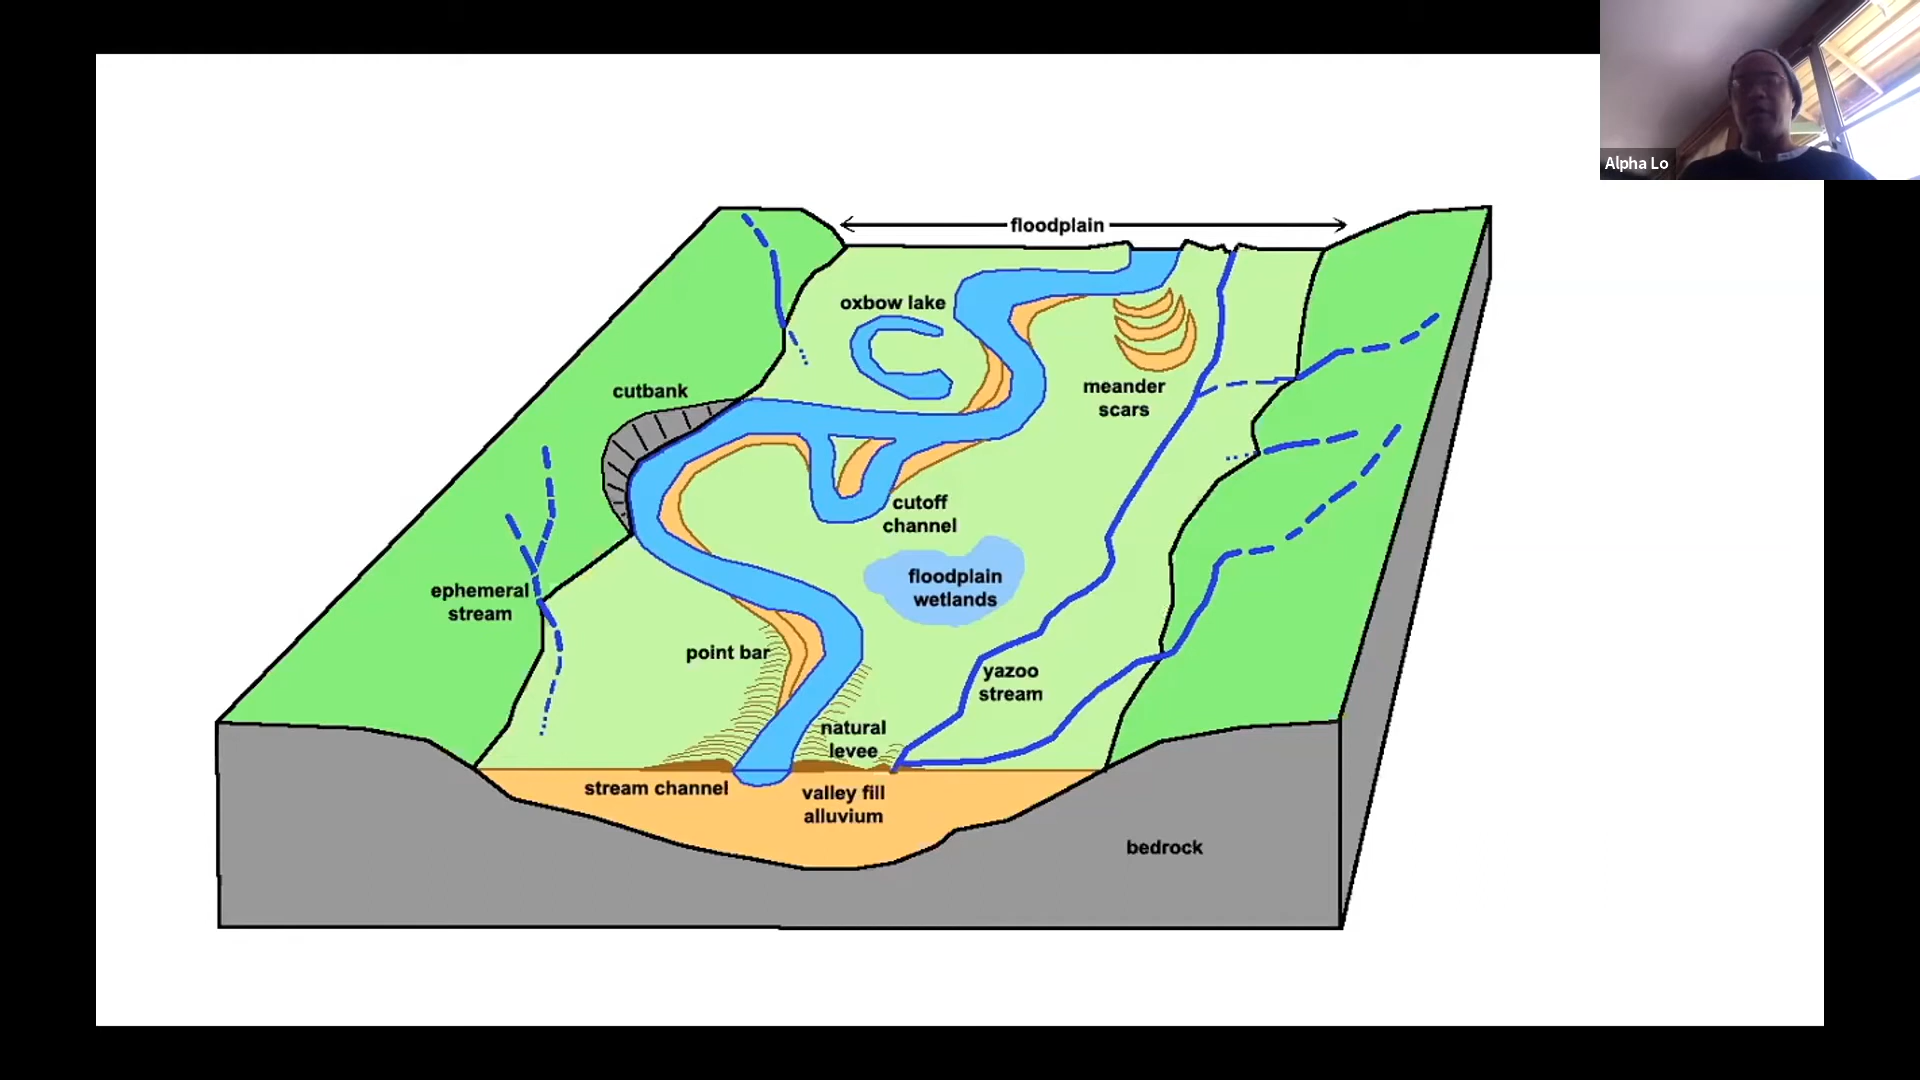 Alpha Lo
floodplain
oxbow lake
cutbank
meander
scars
cutoff
channel
floodplain
wetlands
ephemeral
stream
point bar
yazoo
stream
natural
levee
stream channel
valley fill
alluvium
bedrock